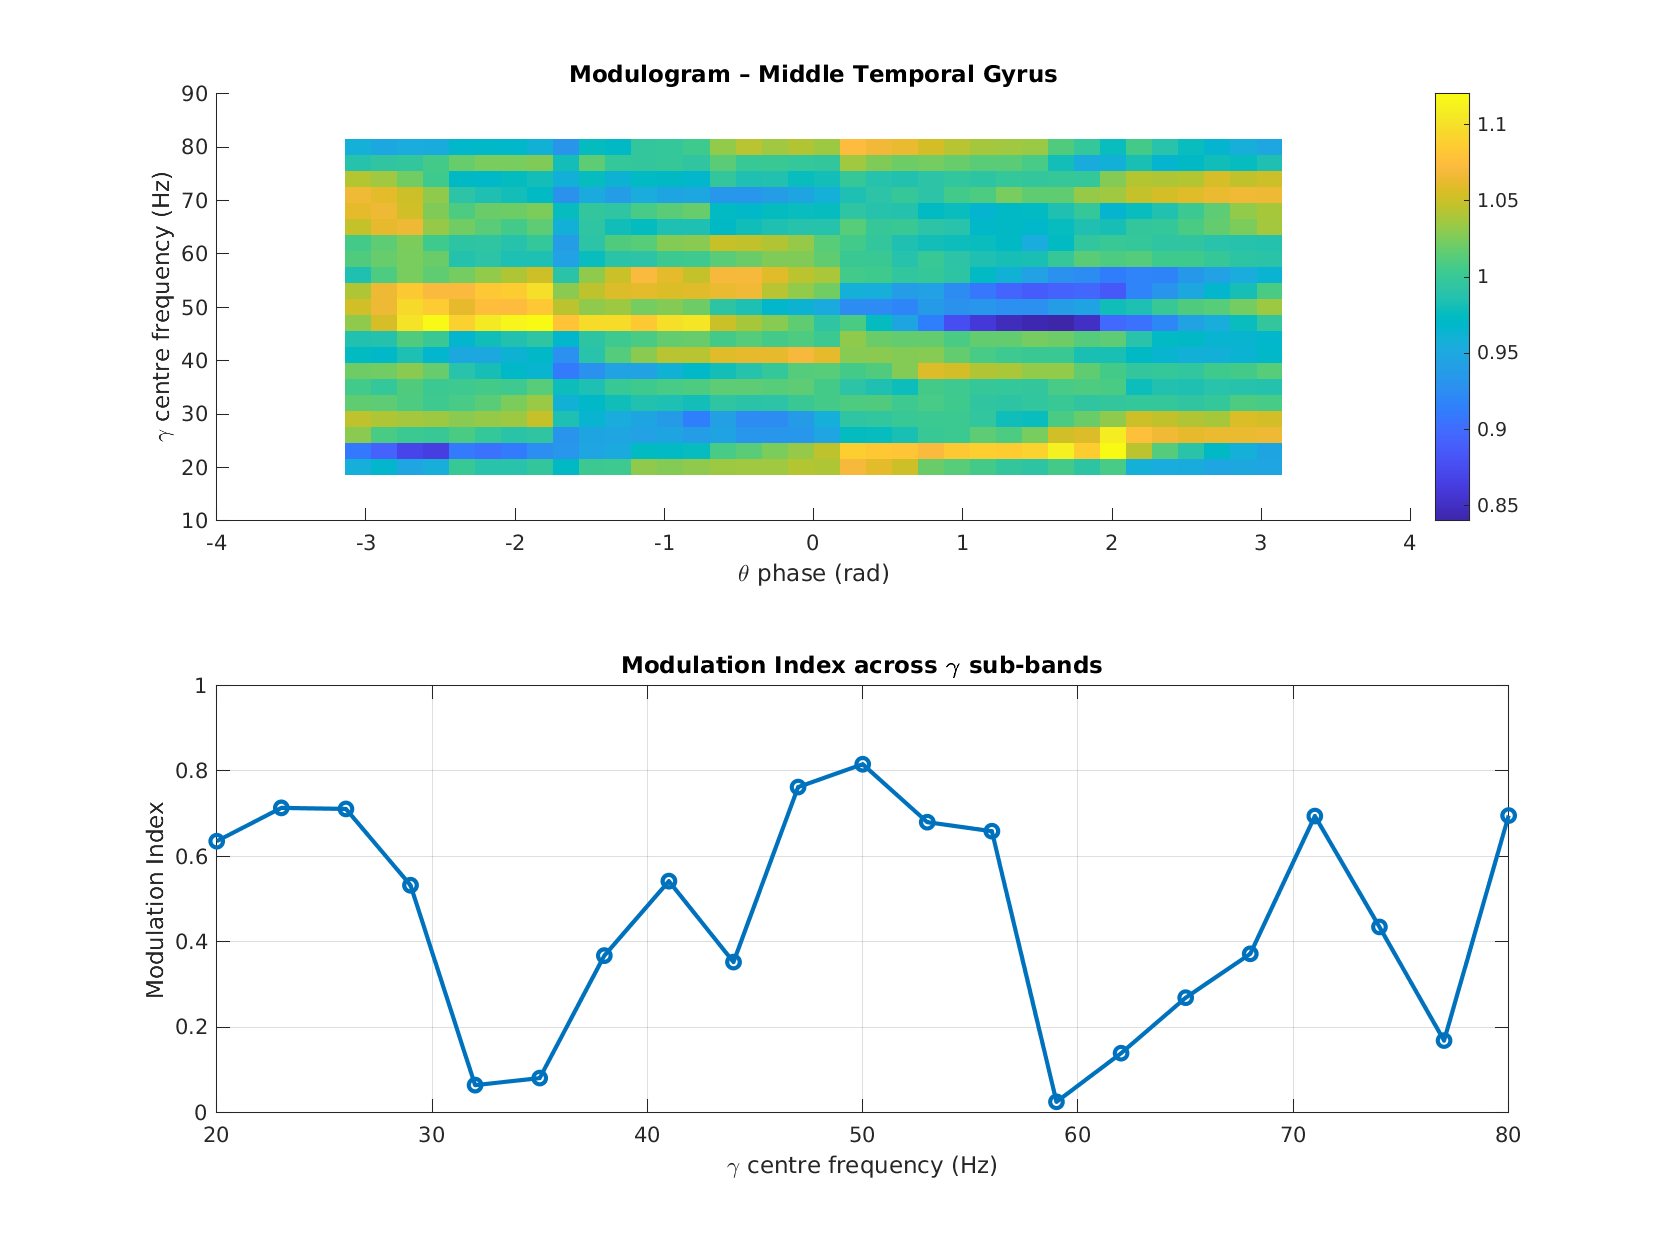 Modulogram – Middle Temporal Gyrus
90
80
70
60
50
40
30
20
10
γ centre frequency (Hz)
-4 -3 -2 -1 0 1 2 3 4
θ phase (rad)
1.1
1.05
1
0.95
0.9
0.85
Modulation Index across γ sub-bands
1
0.8
0.6
0.4
0.2
0
Modulation Index
20 30 40 50 60 70 80
γ centre frequency (Hz)